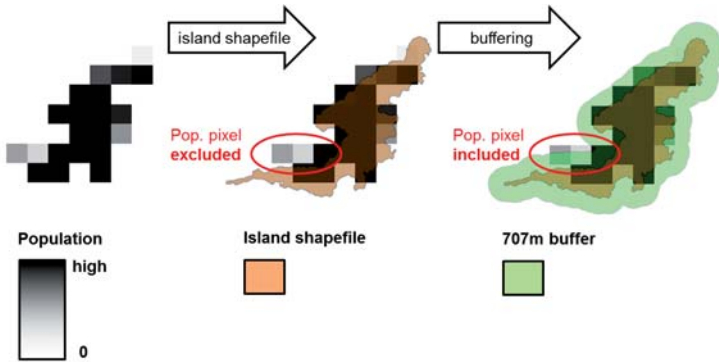 island shapefile
buffering
Pop. pixel
excluded
Pop. pixel
included
Population
high
0
Island shapefile
707m buffer